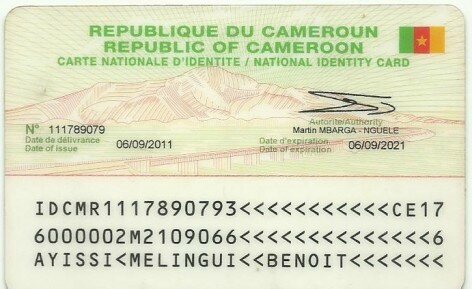 REPUBLIQUE DU CAMEROUN
REPUBLIC OF CAMEROON
CARTE NATIONALE D'IDENTITE / NATIONAL IDENTITY CARD
N° 111789079
Autorité/Authority
Martin MBARGA - NGUELE
Date de délivrance
Date of issue 06/09/2011
Date d'expiration
Date of expiration 06/09/2021
IDCMR1117890793<<<<<<<<<<<CE17
6000002M2109066<<<<<<<<<<<<<<6
AYISSI<MELINGUI<BENOIT<<<<<<<